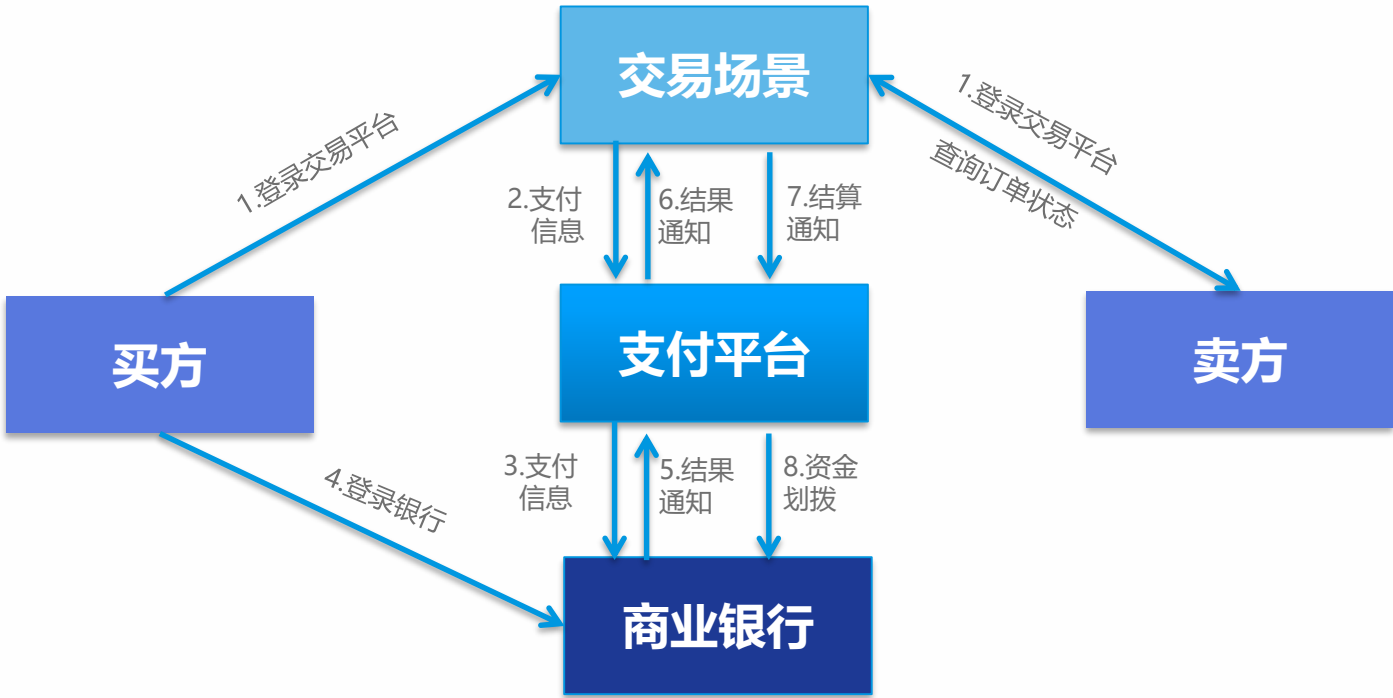 交易场景
1.登录交易平台
1.登录交易平台
查询订单状态
2.支付
信息
6.结果
通知
7.结算
通知
买方
支付平台
卖方
4.登录银行
3.支付
信息
5.结果
通知
8.资金
划拨
商业银行